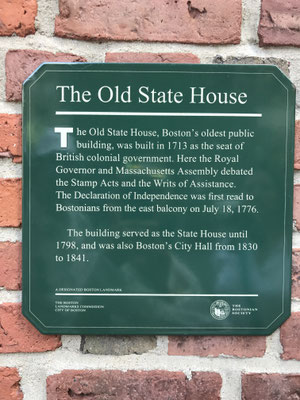 The Old State House
The Old State House, Boston's oldest public
building, was built in 1713 as the seat of
British colonial government. Here the Royal
Governor and Massachusetts Assembly debated
the Stamp Acts and the Writs of Assistance.
The Declaration of Independence was first read to
Bostonians from the east balcony on July 18, 1776.
The building served as the State House until
1798, and was also Boston's City Hall from 1830
to 1841.
A DESIGNATED BOSTON LANDMARK
THE BOSTON
LANDMARKS COMMISSION
CITY OF BOSTON
THE
BOSTONIAN
SOCIETY